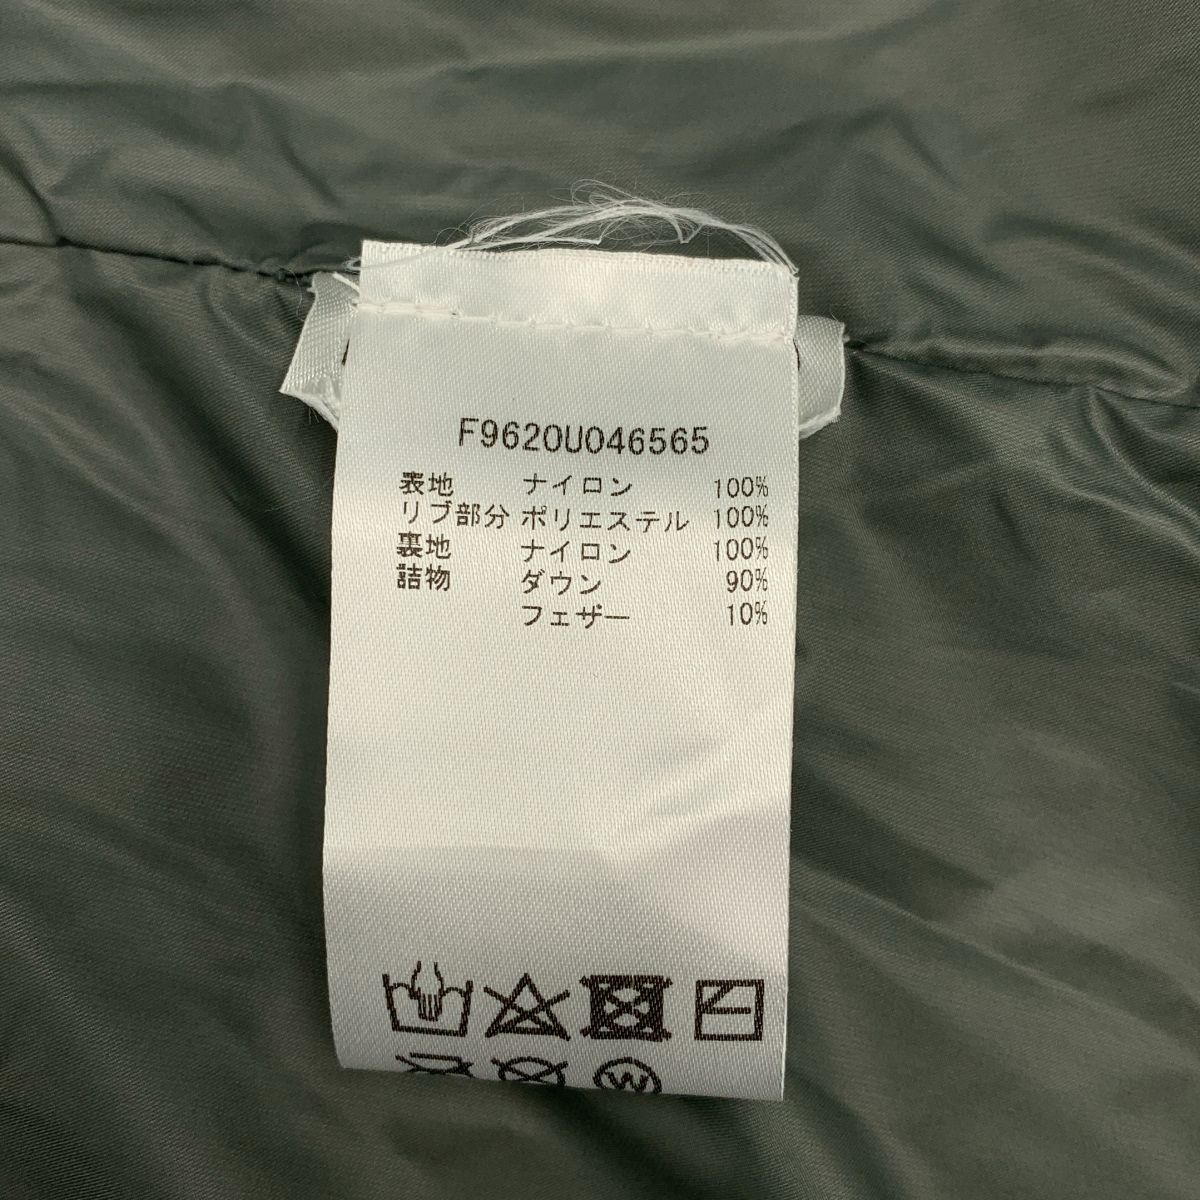 F9620U046565
表地 ナイロン 100%
リブ部分 ポリエステル 100%
裏地 ナイロン 100%
詰物 ダウン 90%
フェザー 10%
W